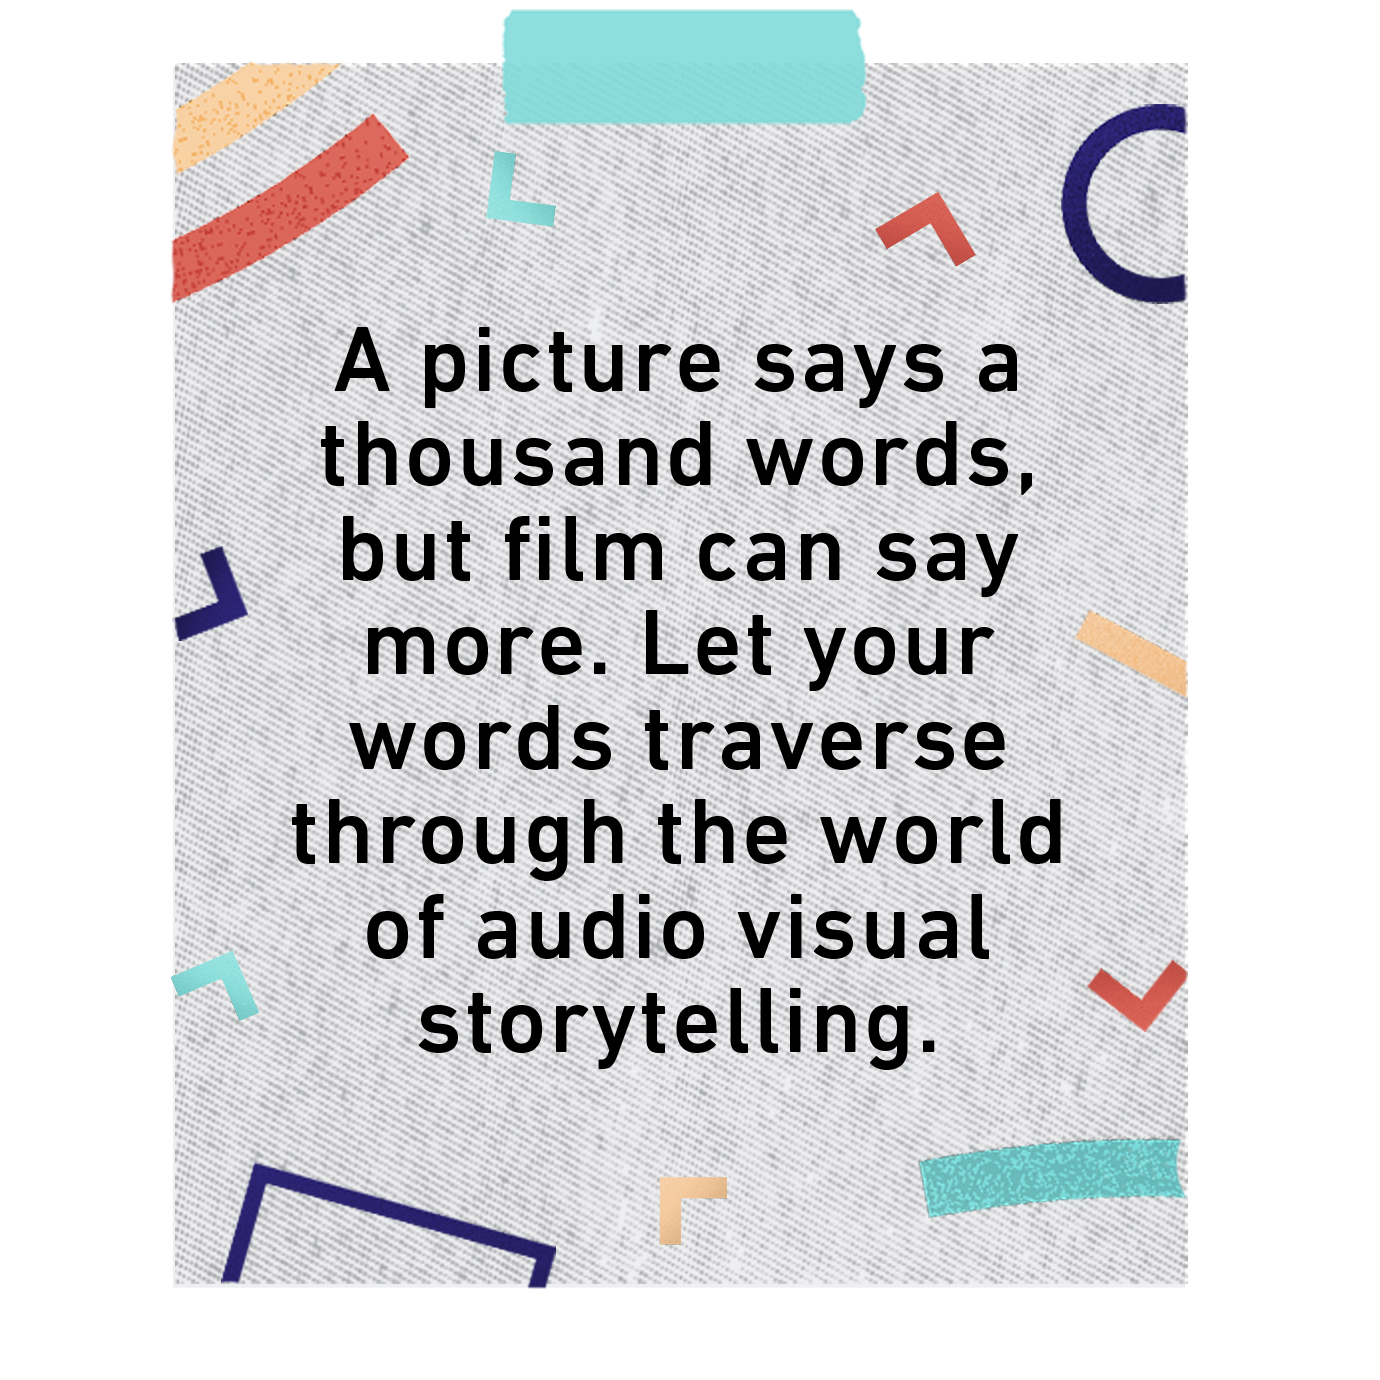 A picture says a
thousand words,
but film can say
more. Let your
words traverse
through the world
of audio visual
storytelling.